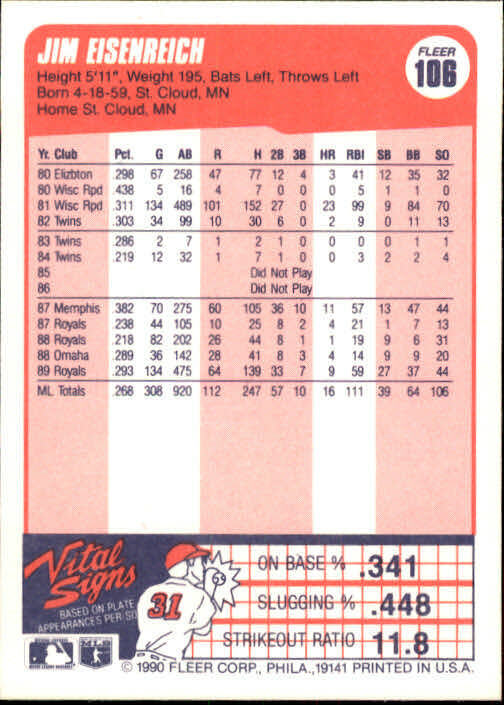 JIM EISENREICH
FLEER
106
Height 5'11", Weight 195, Bats Left, Throws Left
Born 4-18-59, St. Cloud, MN
Home St. Cloud, MN
Yr. Club Pct. G AB R H 2B 3B HR RBI SB BB SO
80 Elizbton .298 67 258 47 77 12 4 3 41 12 35 32
80 Wisc Rpd .438 5 16 4 7 0 0 0 5 1 1 0
81 Wisc Rpd .311 134 489 101 152 27 0 23 99 9 84 70
82 Twins .303 34 99 10 30 6 0 2 9 0 11 13
83 Twins .286 2 7 1 2 1 0 0 0 0 1 1
84 Twins .219 12 32 1 7 1 0 0 3 2 2 4
85 Did Not Play
86 Did Not Play
87 Memphis .382 70 275 60 105 36 10 11 57 13 47 44
87 Royals .238 44 105 10 25 8 2 4 21 1 7 13
88 Royals .218 82 202 26 44 8 1 1 19 9 6 31
88 Omaha .289 36 142 28 41 8 3 4 14 9 9 20
89 Royals .293 134 475 64 139 33 7 9 59 27 37 44
ML Totals .268 308 920 112 247 57 10 16 111 39 64 106
Vital Signs
BASED ON PLATE
APPEARANCES PER/SO
31
ON BASE % .341
SLUGGING % .448
STRIKEOUT RATIO 11.8
© 1990 FLEER CORP., PHILA., 19141 PRINTED IN U.S.A.